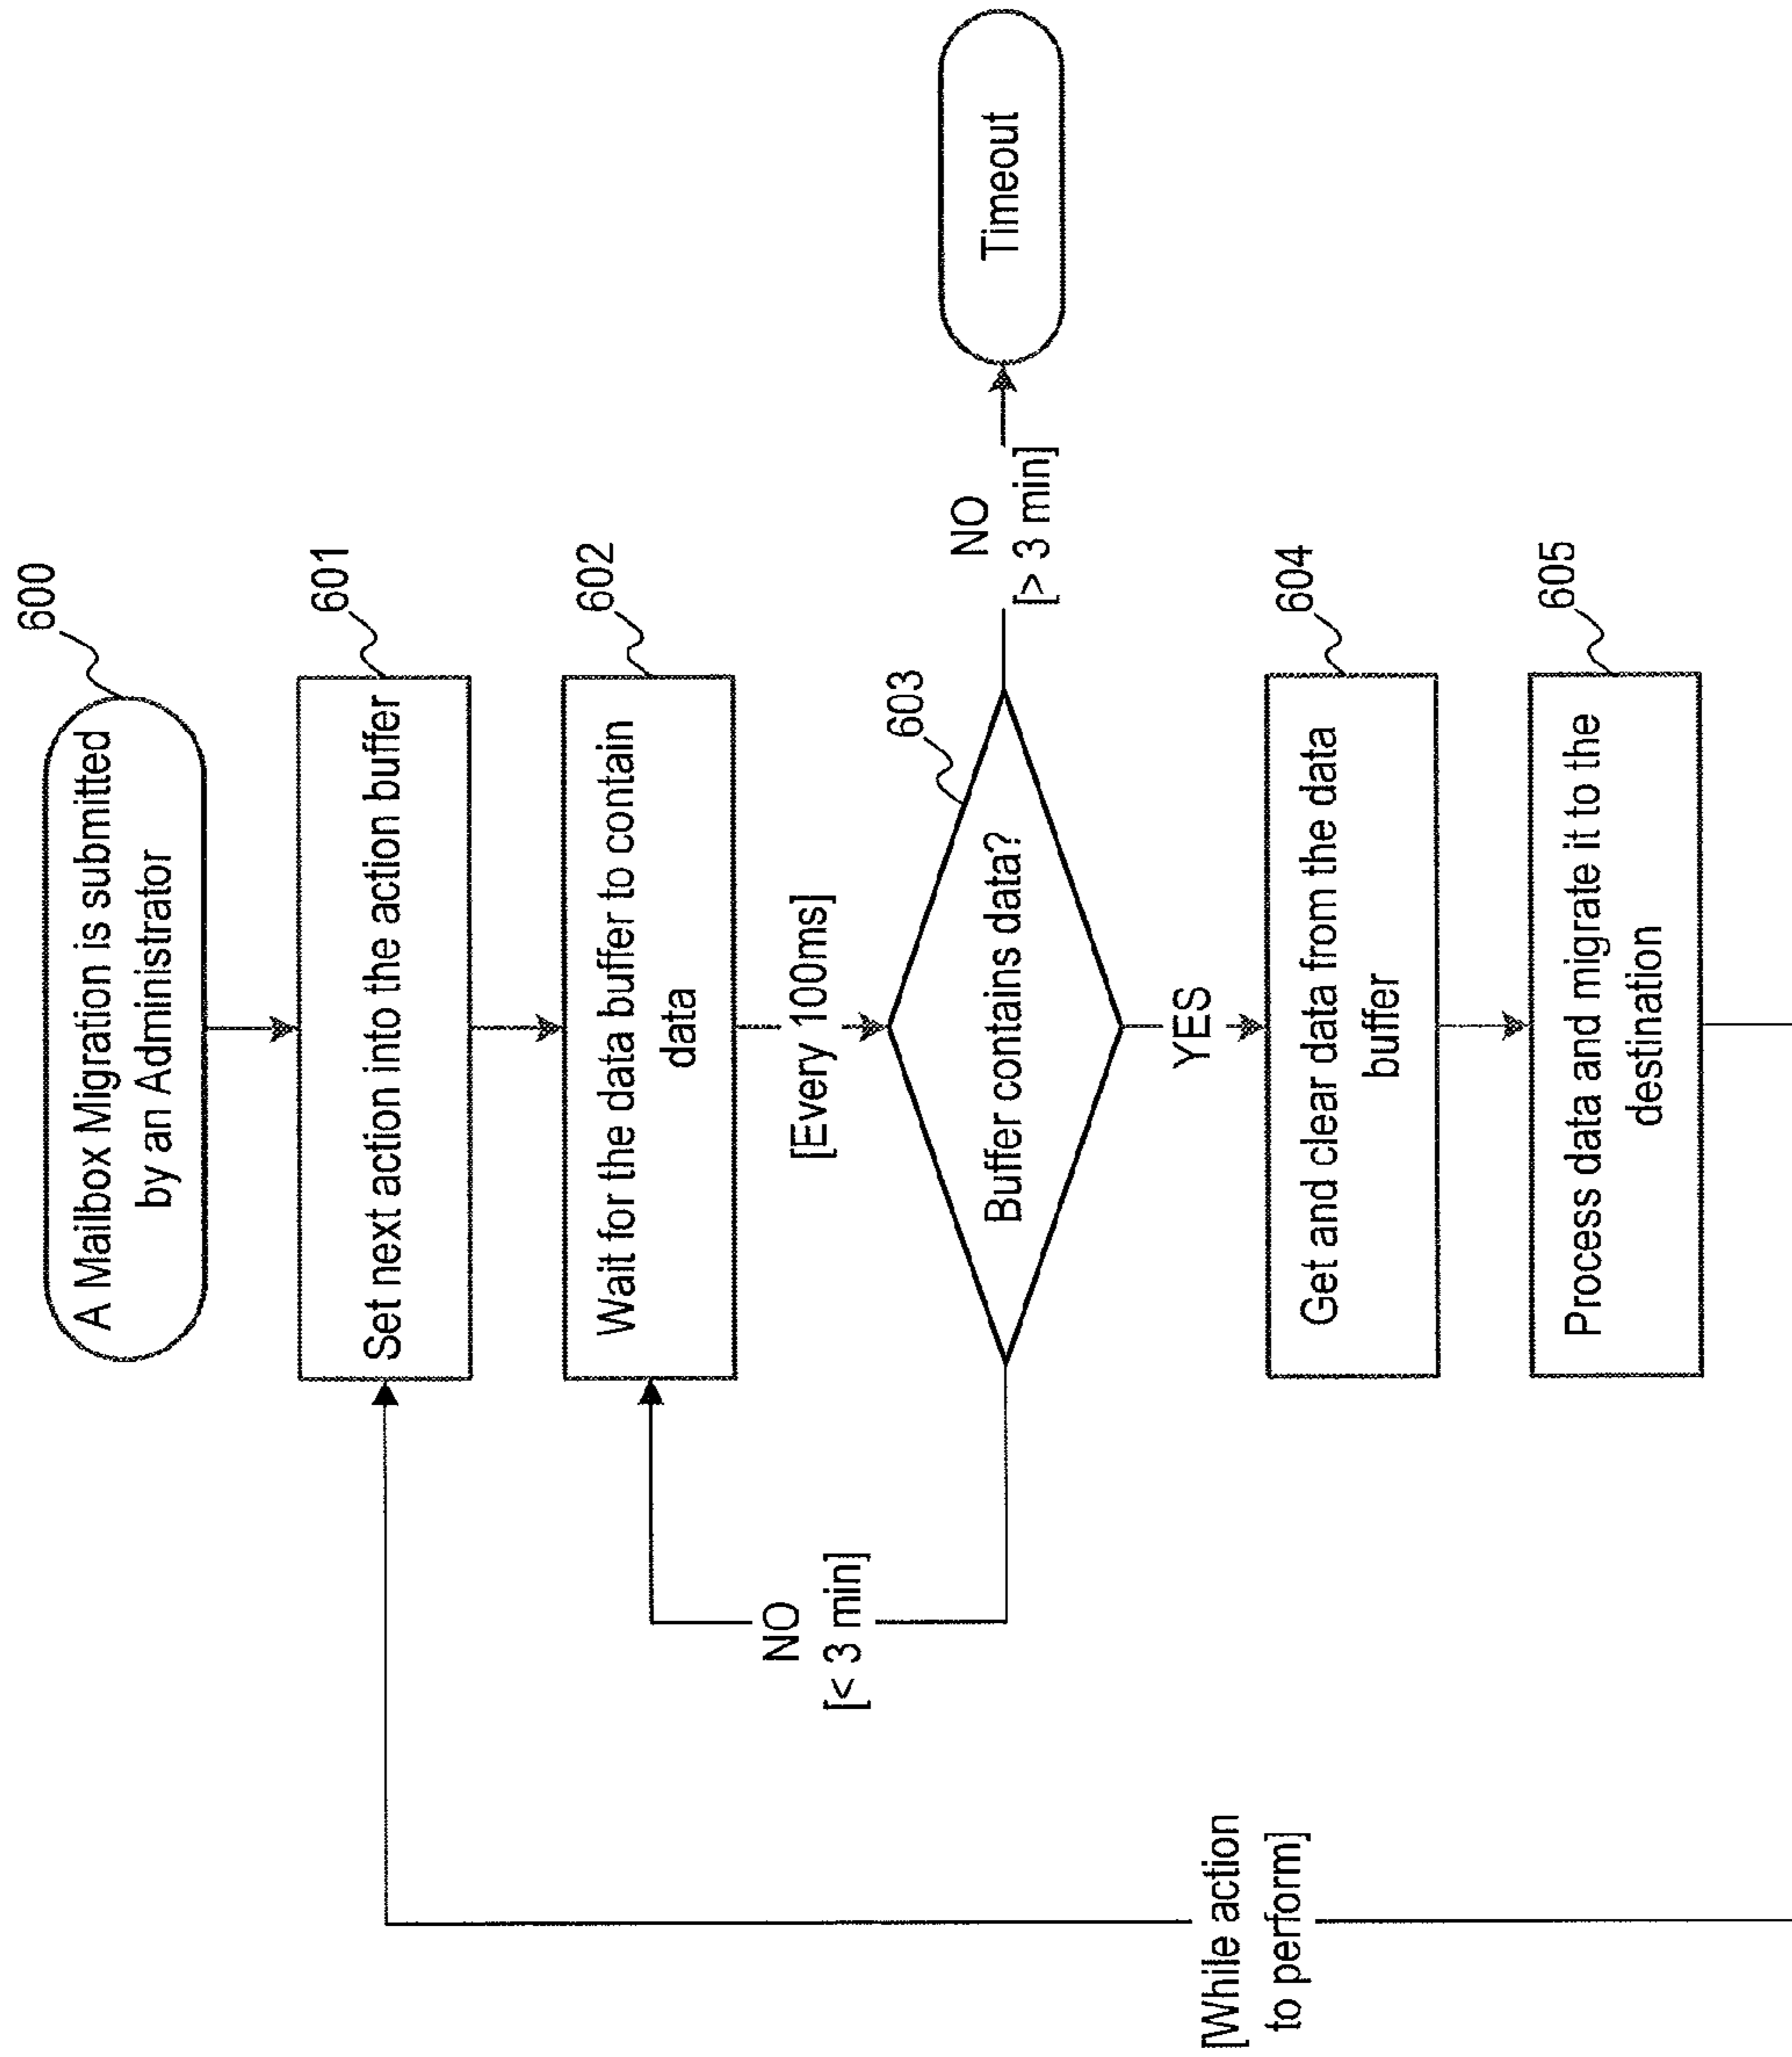 600
A Mailbox Migration is submitted
by an Administrator
601
Set next action into the action buffer
602
Wait for the data buffer to contain
data
[Every 100ms]
603
Buffer contains data?
NO
[< 3 min]
NO
[> 3 min]
Timeout
YES
604
Get and clear data from the data
buffer
605
Process data and migrate it to the
destination
[While action
to perform]